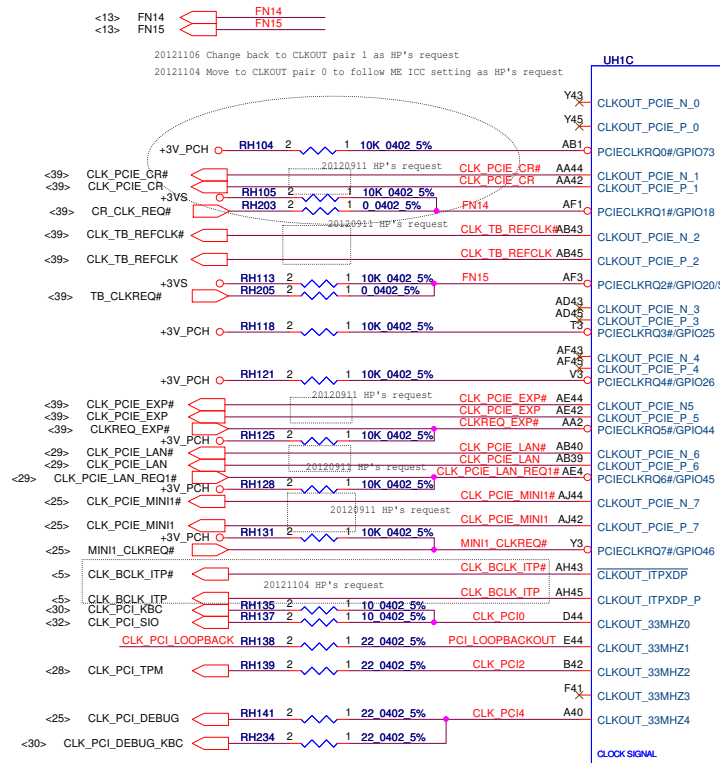 <13> FN14 FN14
<13> FN15 FN15
20121106 Change back to CLKOUT pair 1 as HP's request
20121104 Move to CLKOUT pair 0 to follow ME ICC setting as HP's request
UH1C
Y43 CLKOUT_PCIE_N_0
Y45 CLKOUT_PCIE_P_0
+3V_PCH RH104 2 1 10K_0402_5% AB1 PCIECLKRQ0#/GPIO73
20120911 HP's request
<39> CLK_PCIE_CR# CLK_PCIE_CR# AA44 CLKOUT_PCIE_N_1
<39> CLK_PCIE_CR CLK_PCIE_CR AA42 CLKOUT_PCIE_P_1
+3VS RH105 2 1 10K_0402_5%
<39> CR_CLK_REQ# RH203 2 1 0_0402_5% FN14 AF1 PCIECLKRQ1#/GPIO18
20120911 HP's request
<39> CLK_TB_REFCLK# CLK_TB_REFCLK# AB43 CLKOUT_PCIE_N_2
<39> CLK_TB_REFCLK CLK_TB_REFCLK AB45 CLKOUT_PCIE_P_2
+3VS RH113 2 1 10K_0402_5% FN15 AF3 PCIECLKRQ2#/GPIO20/S
<39> TB_CLKREQ# RH205 2 1 0_0402_5%
AD43 CLKOUT_PCIE_N_3
AD45 CLKOUT_PCIE_P_3
+3V_PCH RH118 2 1 10K_0402_5% T3 PCIECLKRQ3#/GPIO25
AF43 CLKOUT_PCIE_N_4
AF45 CLKOUT_PCIE_P_4
+3V_PCH RH121 2 1 10K_0402_5% V3 PCIECLKRQ4#/GPIO26
20120911 HP's request
<39> CLK_PCIE_EXP# CLK_PCIE_EXP# AE44 CLKOUT_PCIE_N5
<39> CLK_PCIE_EXP CLK_PCIE_EXP AE42 CLKOUT_PCIE_P_5
<39> CLKREQ_EXP# CLKREQ_EXP# AA2 PCIECLKRQ5#/GPIO44
+3V_PCH RH125 2 1 10K_0402_5%
<29> CLK_PCIE_LAN# CLK_PCIE_LAN# AB40 CLKOUT_PCIE_N_6
<29> CLK_PCIE_LAN CLK_PCIE_LAN AB39 CLKOUT_PCIE_P_6
20120911 HP's request
<29> CLK_PCIE_LAN_REQ1# CLK_PCIE_LAN_REQ1# AE4 PCIECLKRQ6#/GPIO45
+3V_PCH RH128 2 1 10K_0402_5%
<25> CLK_PCIE_MINI1# CLK_PCIE_MINI1# AJ44 CLKOUT_PCIE_N_7
20120911 HP's request
<25> CLK_PCIE_MINI1 CLK_PCIE_MINI1 AJ42 CLKOUT_PCIE_P_7
+3V_PCH RH131 2 1 10K_0402_5%
<25> MINI1_CLKREQ# MINI1_CLKREQ# Y3 PCIECLKRQ7#/GPIO46
<5> CLK_BCLK_ITP# CLK_BCLK_ITP# AH43 CLKOUT_ITPXDP
20121104 HP's request
<5> CLK_BCLK_ITP CLK_BCLK_ITP AH45 CLKOUT_ITPXDP_P
<30> CLK_PCI_KBC RH135 2 1 10_0402_5%
<32> CLK_PCI_SIO RH137 2 1 10_0402_5% CLK_PCI0 D44 CLKOUT_33MHZ0
CLK_PCI_LOOPBACK RH138 2 1 22_0402_5% PCI_LOOPBACKOUT E44 CLKOUT_33MHZ1
<28> CLK_PCI_TPM RH139 2 1 22_0402_5% CLK_PCI2 B42 CLKOUT_33MHZ2
F41 CLKOUT_33MHZ3
<25> CLK_PCI_DEBUG RH141 2 1 22_0402_5% CLK_PCI4 A40 CLKOUT_33MHZ4
<30> CLK_PCI_DEBUG_KBC RH234 2 1 22_0402_5%
CLOCK SIGNAL